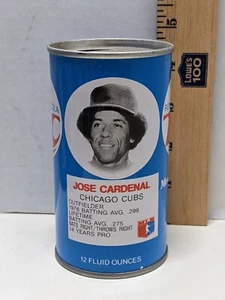 JOSE CARDENAL
CHICAGO CUBS
OUTFIELDER
1976 BATTING AVG. .299
LIFETIME
BATTING AVG. .275
BATS RIGHT/THROWS RIGHT
14 YEARS PRO
12 FLUID OUNCES
LOWE'S
100